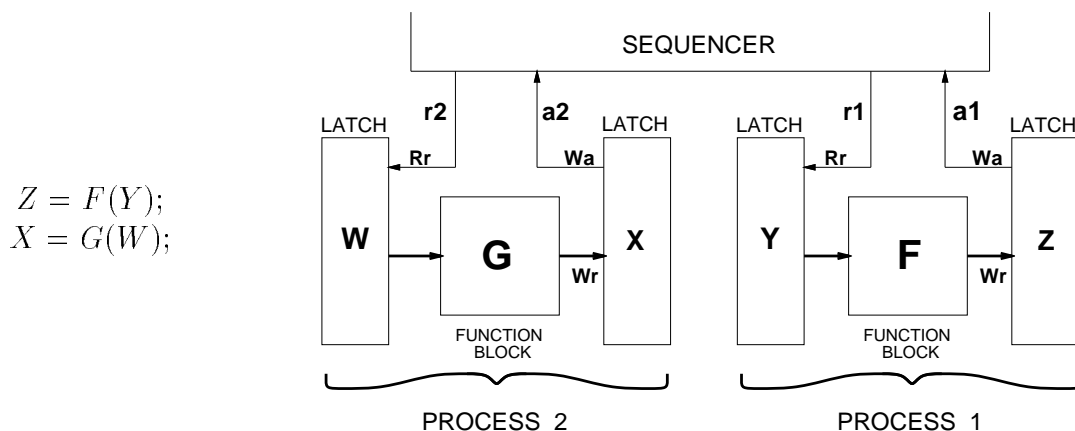 SEQUENCER
r2
a2
r1
a1
LATCH
LATCH
LATCH
LATCH
Rr
Wa
Rr
Wa
Z = F(Y);
X = G(W);
W
G
X
Y
F
Z
Wr
Wr
FUNCTION
BLOCK
FUNCTION
BLOCK
PROCESS 2
PROCESS 1